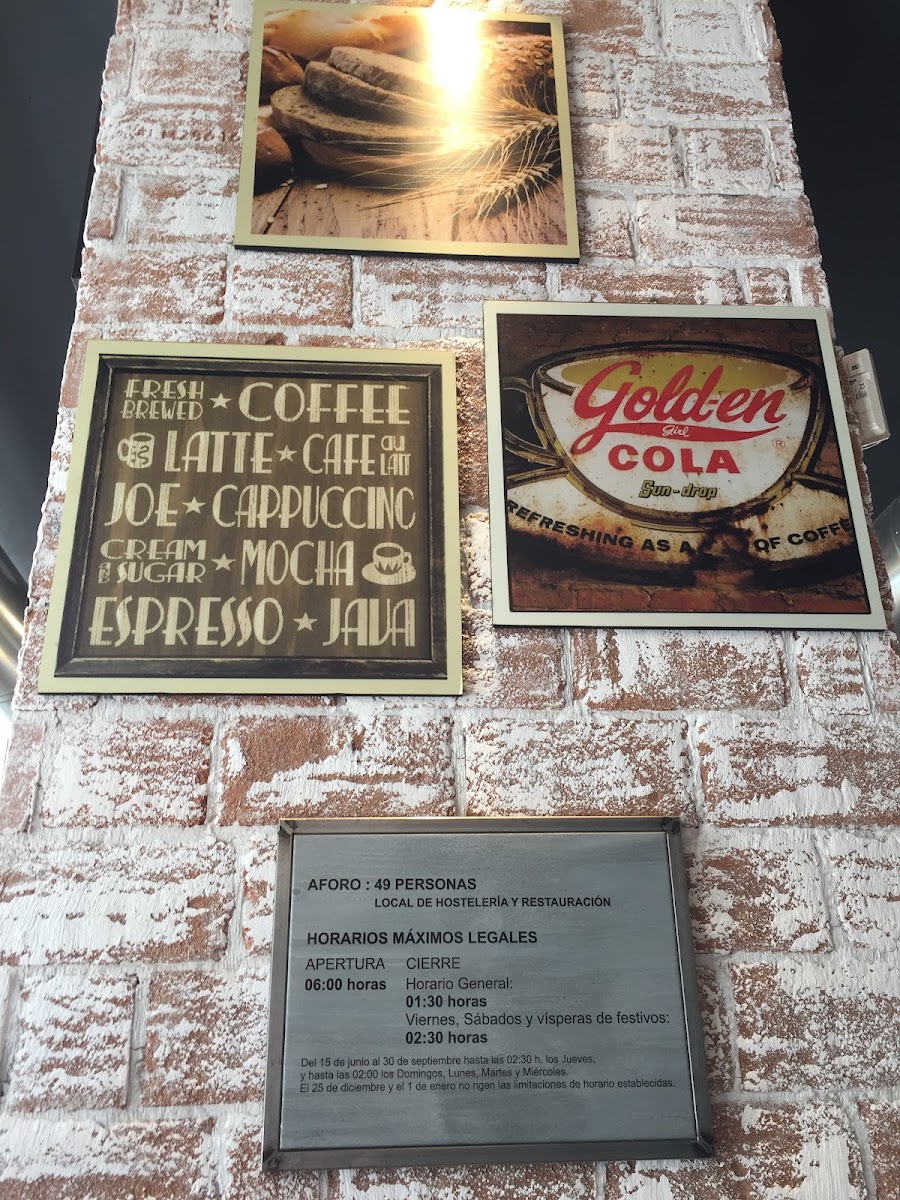 FRESH BREWED ★ COFFEE
LATTE ★ CAFE au LAIT
JOE ★ CAPPUCCINO
CREAM SUGAR ★ MOCHA
ESPRESSO ★ JAVA
Gold-en
Girl
COLA ®
Sun-drop
REFRESHING AS A OF COFFE
AFORO : 49 PERSONAS
LOCAL DE HOSTELERÍA Y RESTAURACIÓN
HORARIOS MÁXIMOS LEGALES
APERTURA CIERRE
06:00 horas Horario General:
01:30 horas
Viernes, Sábados y vísperas de festivos:
02:30 horas
Del 15 de junio al 30 de septiembre hasta las 02:30 h. los Jueves,
y hasta las 02:00 los Domingos, Lunes, Martes y Miércoles.
El 25 de diciembre y el 1 de enero no rigen las limitaciones de horario establecidas.